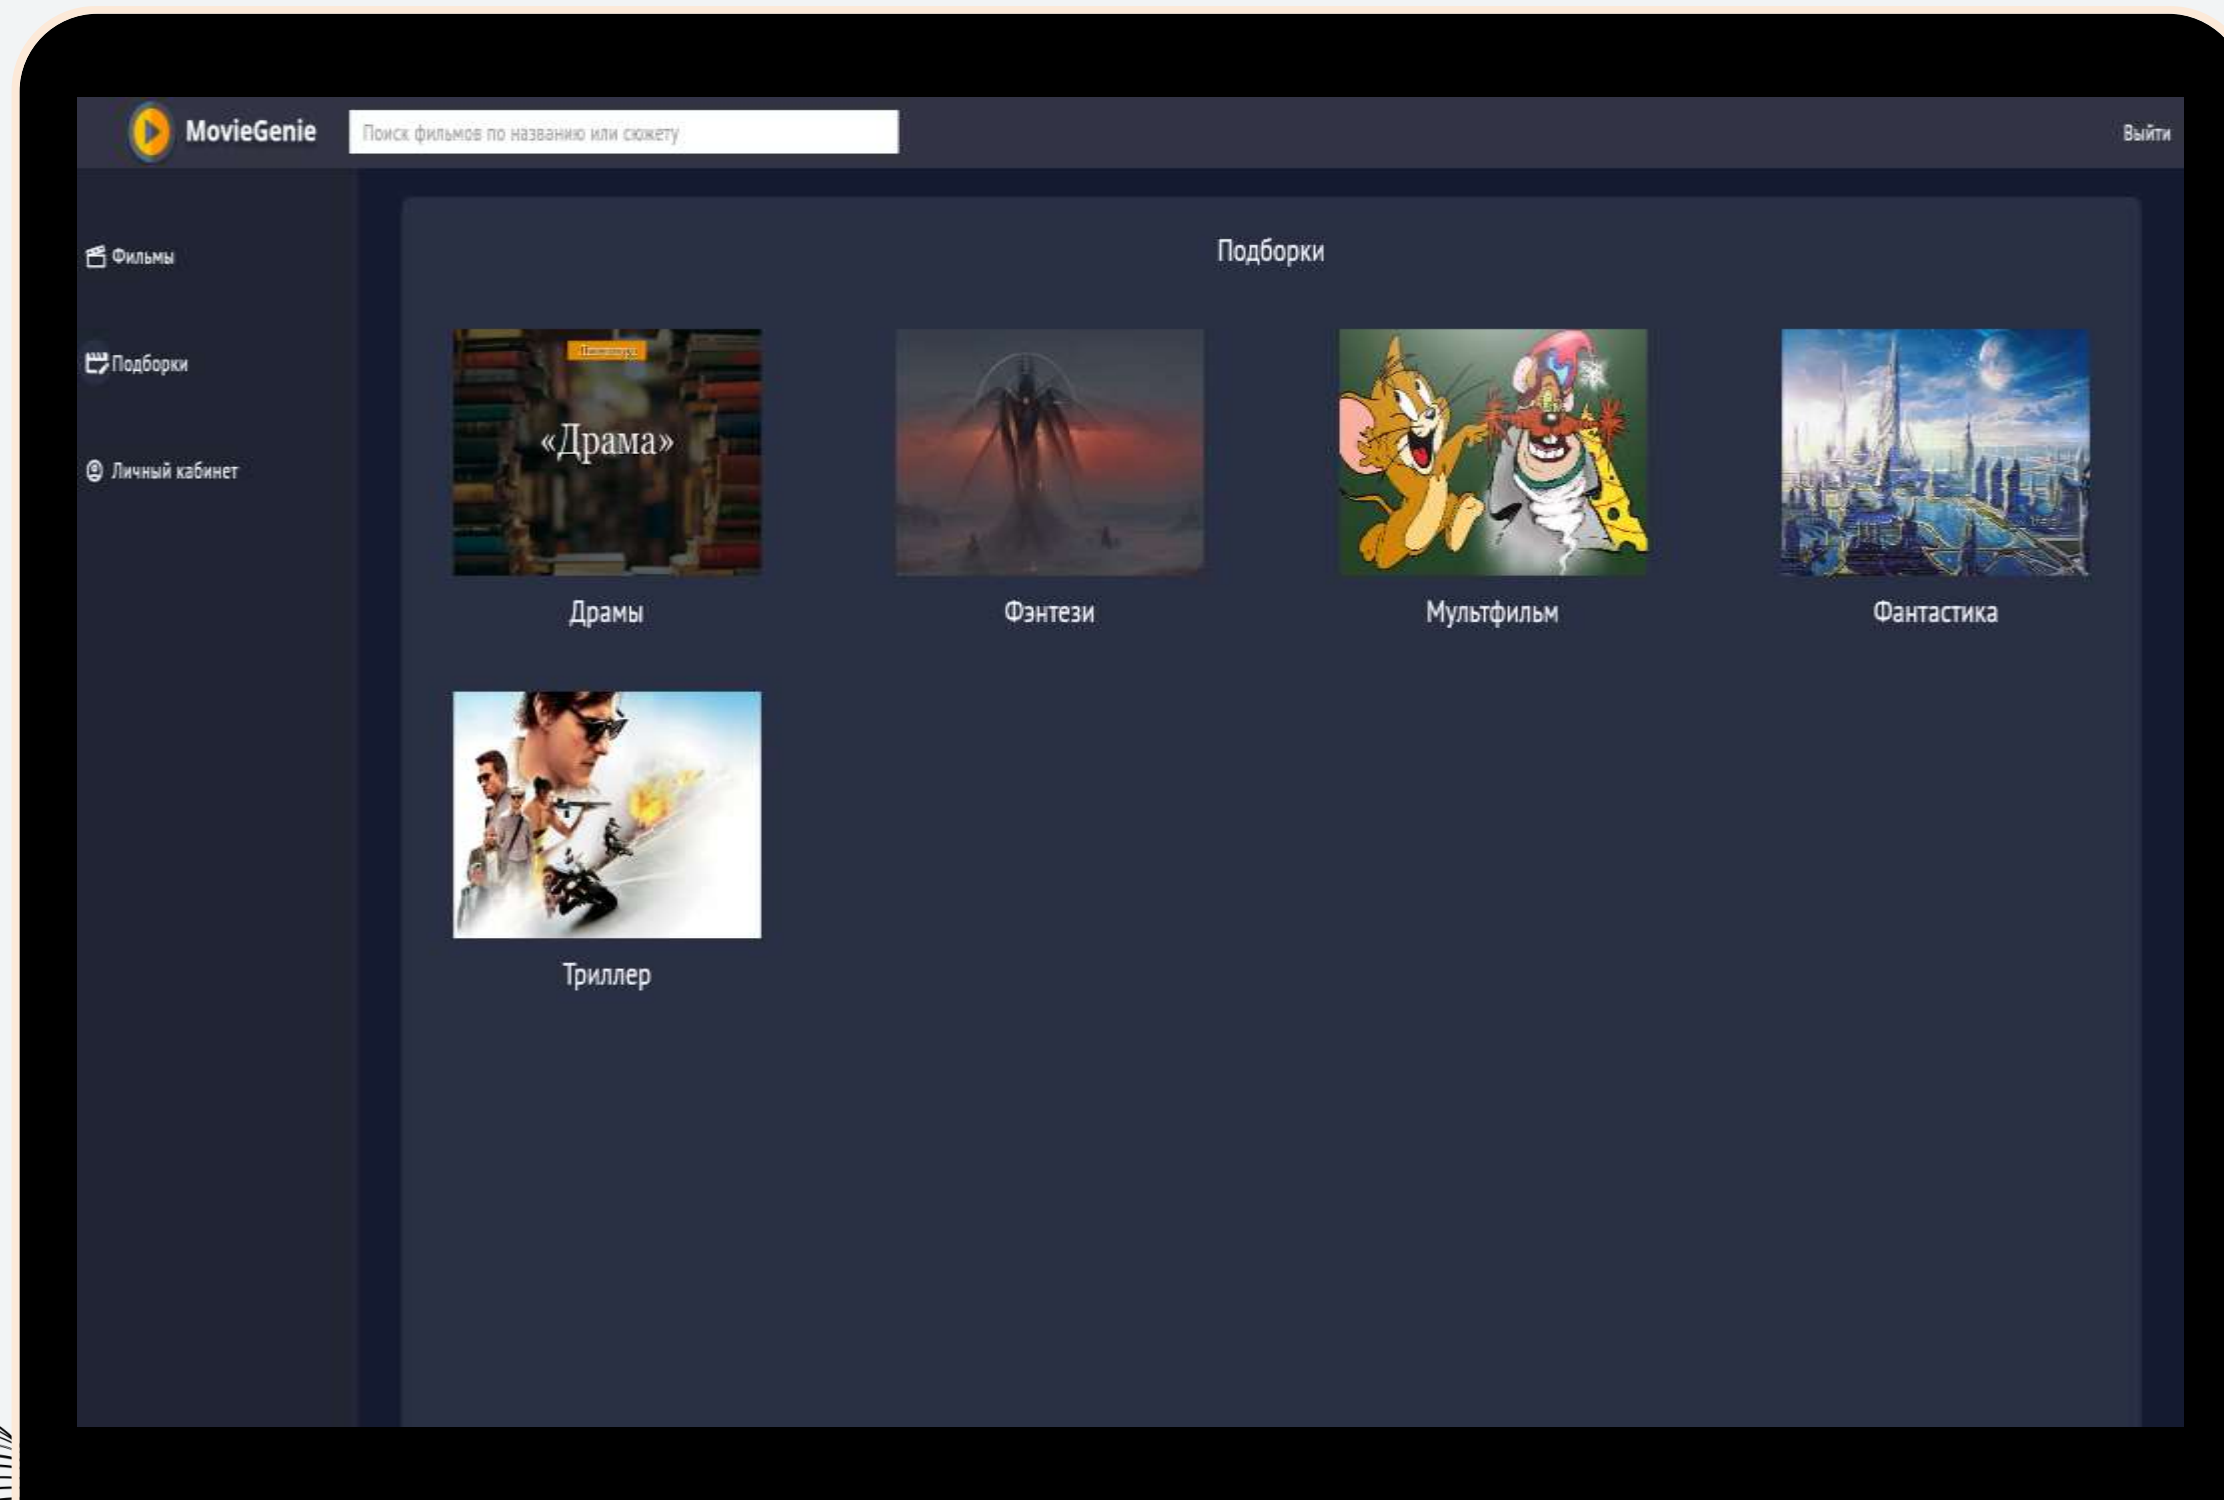 MovieGenie
Поиск фильмов по названию или сюжету
Выйти
Фильмы
Подборки
Личный кабинет
Подборки
«Драма»
Драмы
Фэнтези
Мультфильм
Фантастика
Триллер